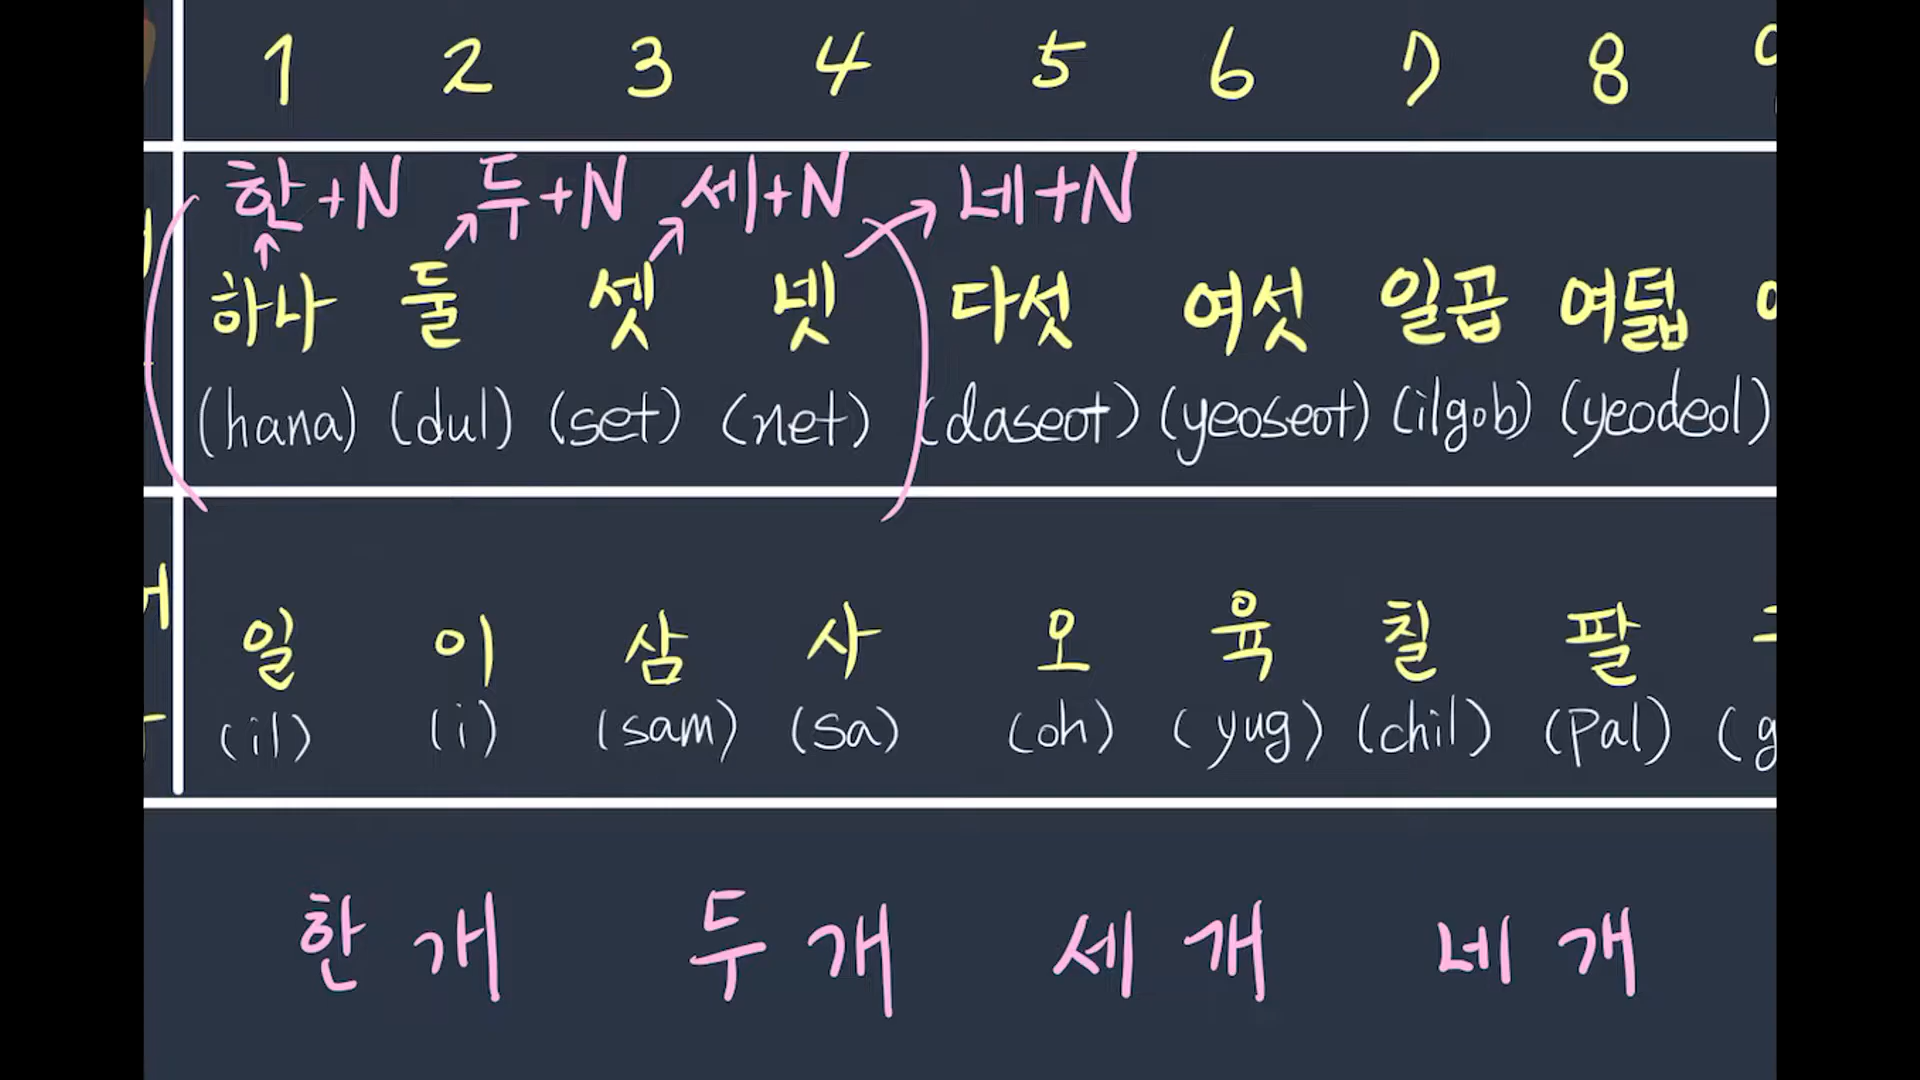 1 2 3 4 5 6 7 8
한+N 두+N 세+N 네+N
하나 둘 셋 넷 다섯 여섯 일곱 여덟
(hana) (dul) (set) (net) (daseot) (yeoseot) (ilgob) (yeodeol)
일 이 삼 사 오 육 칠 팔
(il) (i) (sam) (sa) (oh) (yug) (chil) (pal) (g
한 개 두 개 세 개 네 개